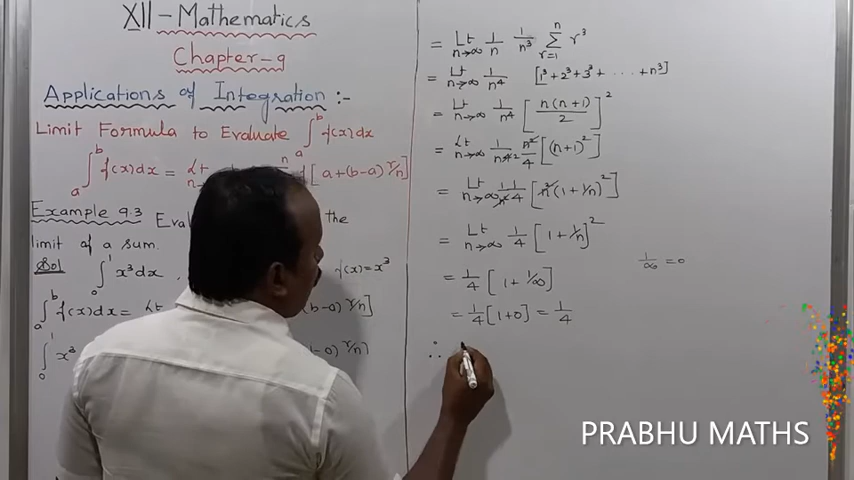 XII - Mathematics
Chapter-9
Applications of Integration :-
Limit Formula to Evaluate ∫_a^b f(x)dx
∫_a^b f(x)dx = Lt n [a+(b-a) r/n]
Example 9.3 the
limit of a sum.
Sol ∫_0^1 x³dx, f(x)=x³
∫_a^b f(x)dx = Lt (b-a) r/n]
∫_0^1 x³ 0) r/n]
= Lt_{n→∞} 1/n 1/n³ Σ_{r=1}^n r³
= Lt_{n→∞} 1/n⁴ [1³+2³+3³+ ····· +n³]
= Lt_{n→∞} 1/n⁴ [n(n+1)/2]²
= Lt_{n→∞} 1/n⁴ n²/4 [(n+1)²]
= Lt_{n→∞} 1/n² 1/4 [n²(1+1/n)²]
= Lt_{n→∞} 1/4 [1+1/n]²
= 1/4 [1+1/∞] 1/∞ = 0
= 1/4 [1+0] = 1/4
∴
PRABHU MATHS